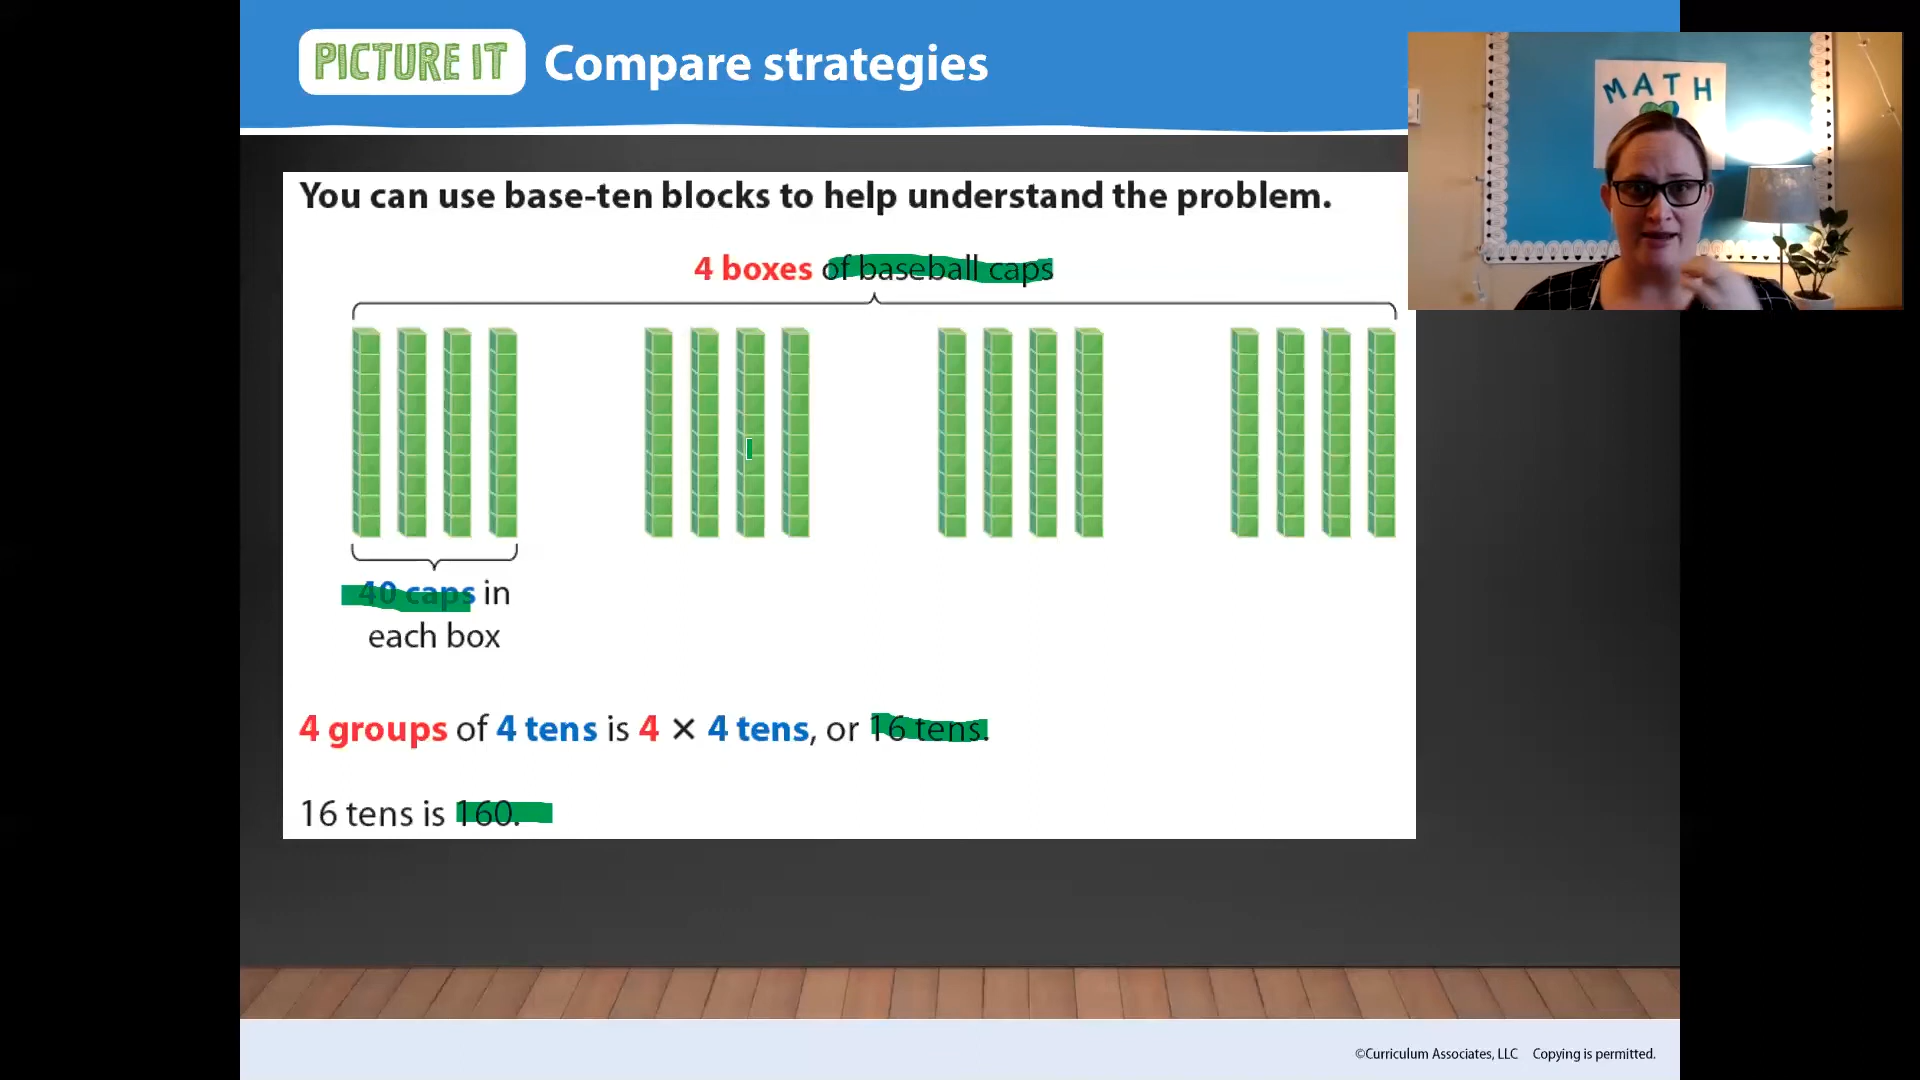 PICTURE IT Compare strategies
MATH
You can use base-ten blocks to help understand the problem.
4 boxes of baseball caps
40 caps in
each box
4 groups of 4 tens is 4 × 4 tens, or 16 tens.
16 tens is 160.
©Curriculum Associates, LLC Copying is permitted.